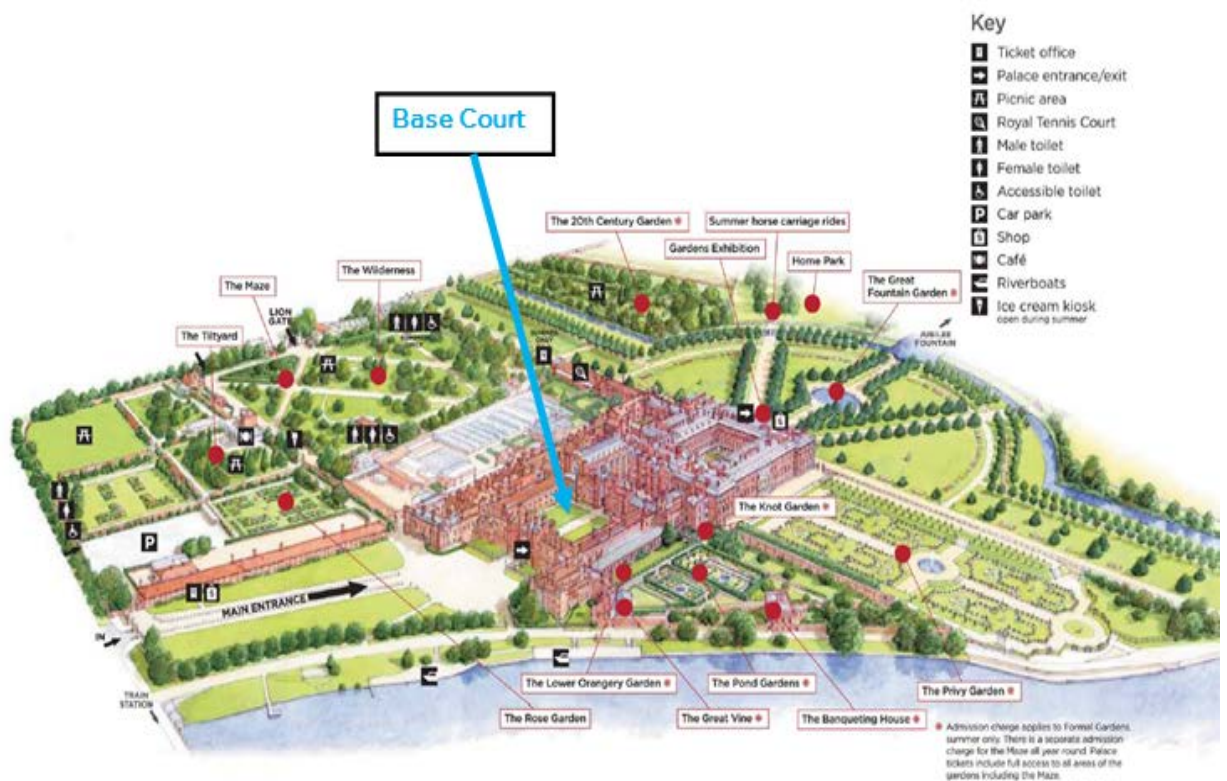 Key
Ticket office
Palace entrance/exit
Picnic area
Royal Tennis Court
Male toilet
Female toilet
Accessible toilet
P Car park
Shop
Café
Riverboats
Ice cream kiosk
open during summer
Base Court
The 20th Century Garden *
Summer horse carriage rides
Gardens Exhibition
Home Park
The Great
Fountain Garden *
The Wilderness
The Maze
LION
GATE
The Tiltyard
JUBILEE
FOUNTAIN
The Knot Garden *
P
MAIN ENTRANCE
IN
TRAIN
STATION
The Lower Orangery Garden *
The Pond Gardens *
The Privy Garden *
The Rose Garden
The Great Vine *
The Banqueting House *
* Admission charge applies to Formal Gardens,
summer only. There is a separate admission
charge for the Maze all year round. Palace
tickets include full access to all areas of the
gardens including the Maze.